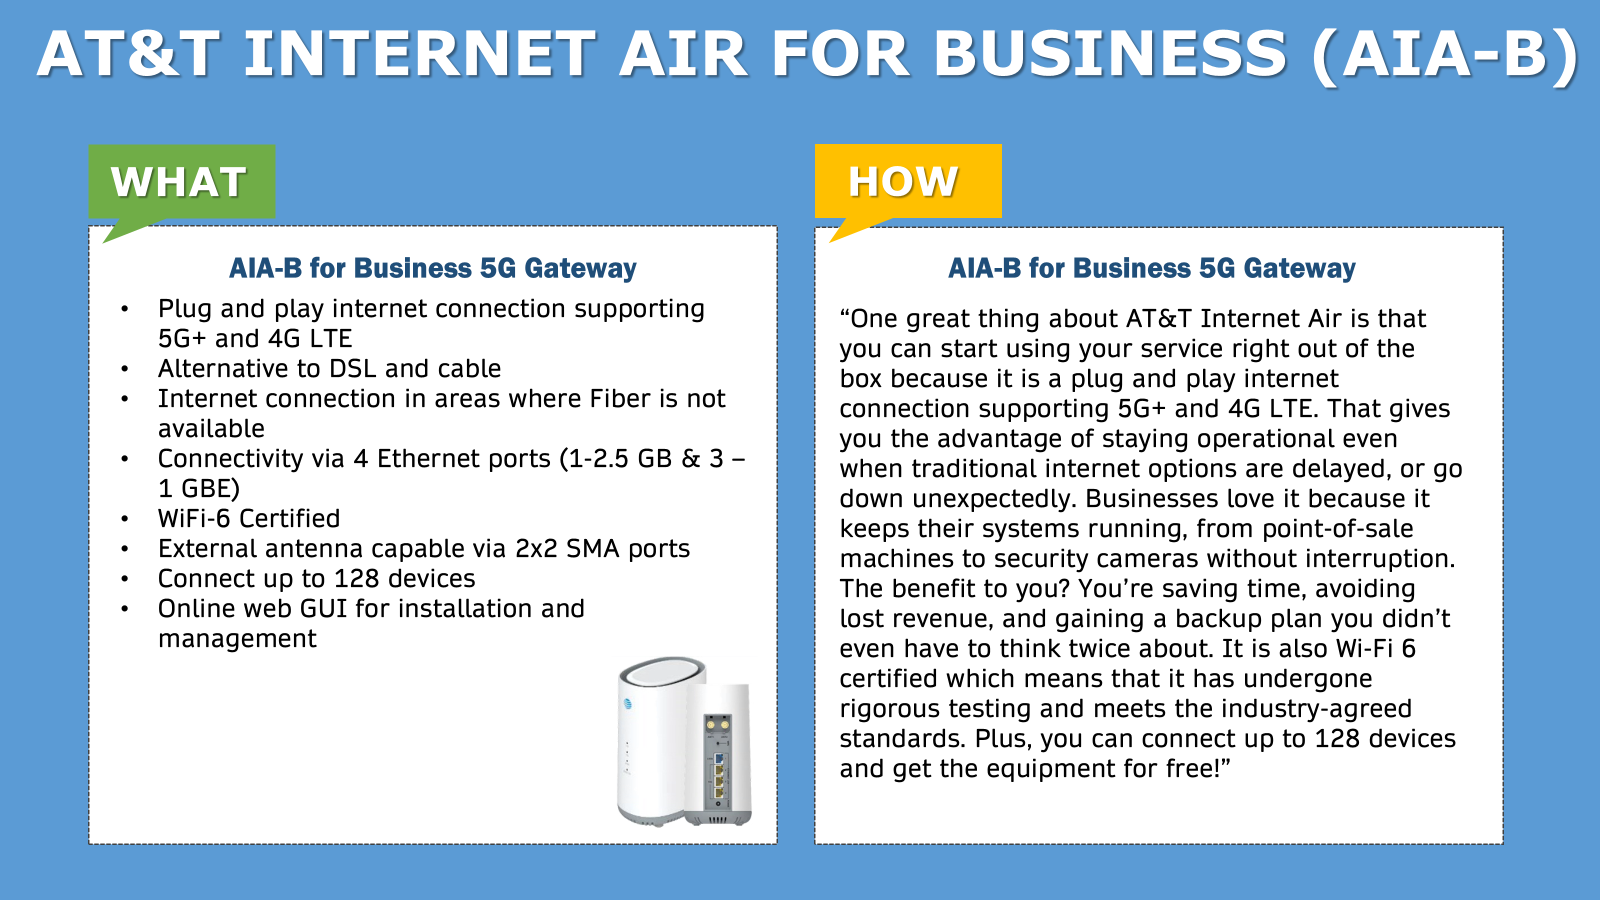 AT&T INTERNET AIR FOR BUSINESS (AIA-B)
WHAT
AIA-B for Business 5G Gateway
• Plug and play internet connection supporting
5G+ and 4G LTE
• Alternative to DSL and cable
• Internet connection in areas where Fiber is not
available
• Connectivity via 4 Ethernet ports (1-2.5 GB & 3 –
1 GBE)
• WiFi-6 Certified
• External antenna capable via 2x2 SMA ports
• Connect up to 128 devices
• Online web GUI for installation and
management
HOW
AIA-B for Business 5G Gateway
“One great thing about AT&T Internet Air is that
you can start using your service right out of the
box because it is a plug and play internet
connection supporting 5G+ and 4G LTE. That gives
you the advantage of staying operational even
when traditional internet options are delayed, or go
down unexpectedly. Businesses love it because it
keeps their systems running, from point-of-sale
machines to security cameras without interruption.
The benefit to you? You’re saving time, avoiding
lost revenue, and gaining a backup plan you didn’t
even have to think twice about. It is also Wi-Fi 6
certified which means that it has undergone
rigorous testing and meets the industry-agreed
standards. Plus, you can connect up to 128 devices
and get the equipment for free!”